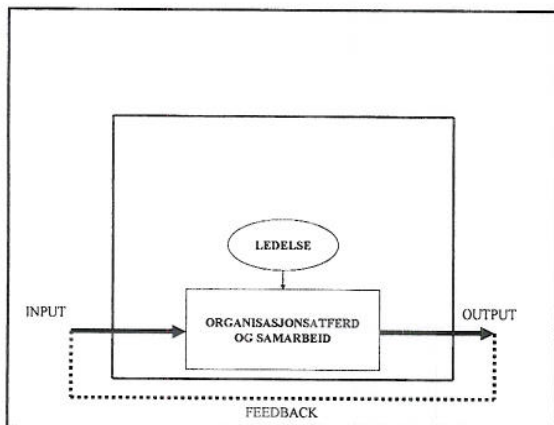 LEDELSE
INPUT
ORGANISASJONSATFERD
OG SAMARBEID
OUTPUT
FEEDBACK